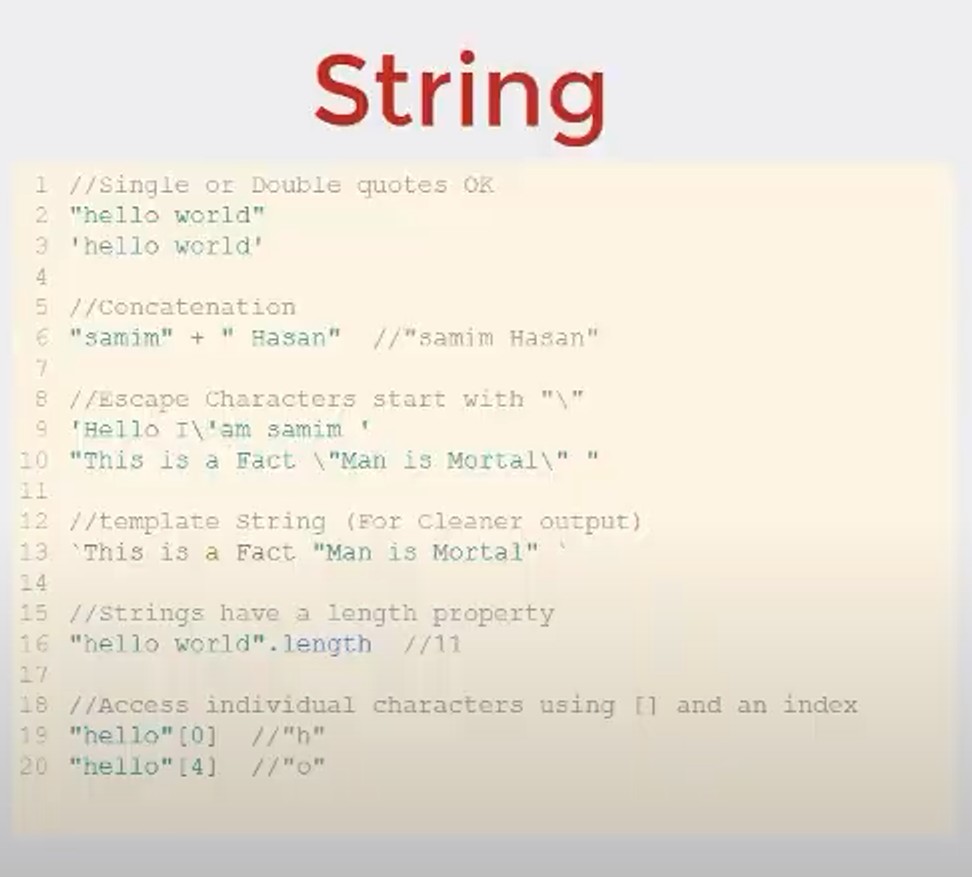 String
1 //Single or Double quotes OK
2 "hello world"
3 'hello world'
4
5 //Concatenation
6 "samim" + " Hasan"  //"samim Hasan"
7
8 //Escape Characters start with "\"
9 'Hello I\'am samim '
10 "This is a Fact \"Man is Mortal\" "
11
12 //template String (For Cleaner output)
13 `This is a Fact "Man is Mortal" `
14
15 //Strings have a length property
16 "hello world".length  //11
17
18 //Access individual characters using [] and an index
19 "hello"[0]  //"h"
20 "hello"[4]  //"o"